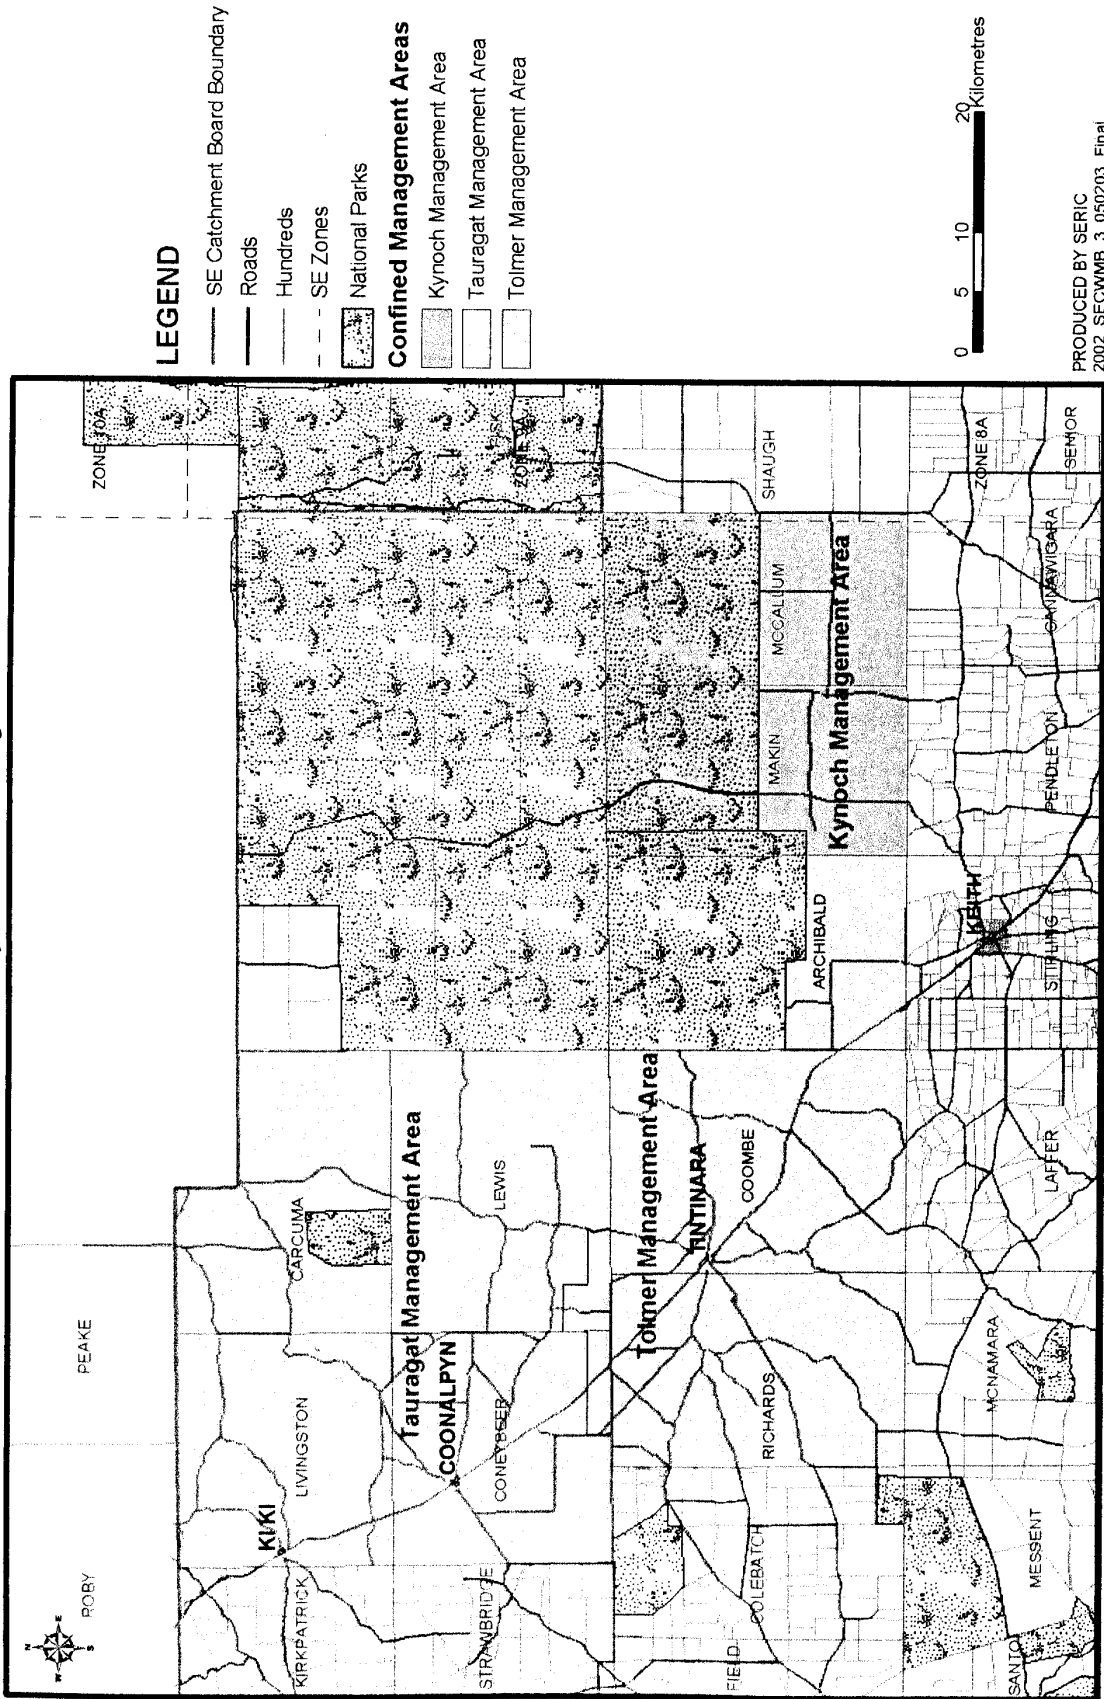 N
W E
S
ROBY
PEAKE
ZONE 10A
KI KI
KIRKPATRICK
LIVINGSTON
CARCUMA
Tauragat Management Area
COONALPYN
STRAWBRIDGE
CONEYBEER
LEWIS
Tolmer Management Area
TINTINARA
FIELD
COLEBATCH
RICHARDS
COOMBE
ARCHIBALD
MAKIN
MCCALLUM
SHAUGH
Kynoch Management Area
KEITH
SANTO
MESSENT
MCNAMARA
LAFFER
STIRLING
PENDLETON
CANNAWIGARA
ZONE 8A
SENIOR
LEGEND
SE Catchment Board Boundary
Roads
Hundreds
SE Zones
National Parks
Confined Management Areas
Kynoch Management Area
Tauragat Management Area
Tolmer Management Area
0 5 10 20
Kilometres
PRODUCED BY SERIC
2002_SECWMB_3_050203_Final